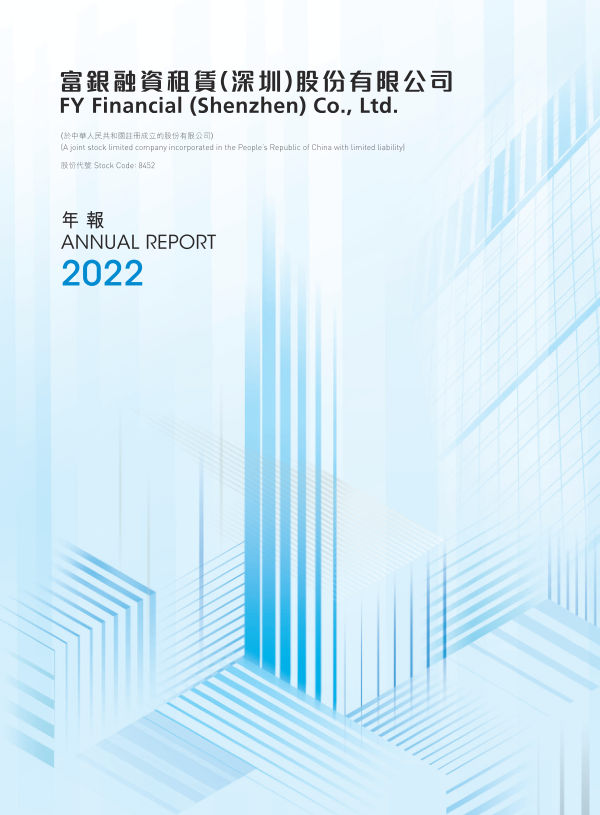 富銀融資租賃(深圳)股份有限公司
FY Financial (Shenzhen) Co., Ltd.
(於中華人民共和國註冊成立的股份有限公司)
(A joint stock limited company incorporated in the People's Republic of China with limited liability)
股份代號 Stock Code: 8452
年報
ANNUAL REPORT
2022